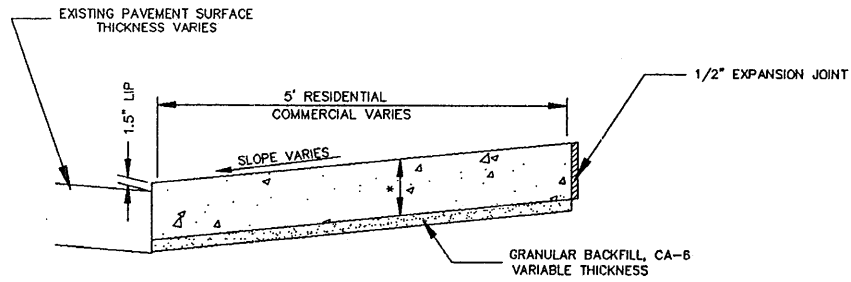 EXISTING PAVEMENT SURFACE
THICKNESS VARIES
1.5" LIP
5' RESIDENTIAL
COMMERCIAL VARIES
1/2" EXPANSION JOINT
SLOPE VARIES
*
GRANULAR BACKFILL, CA-6
VARIABLE THICKNESS